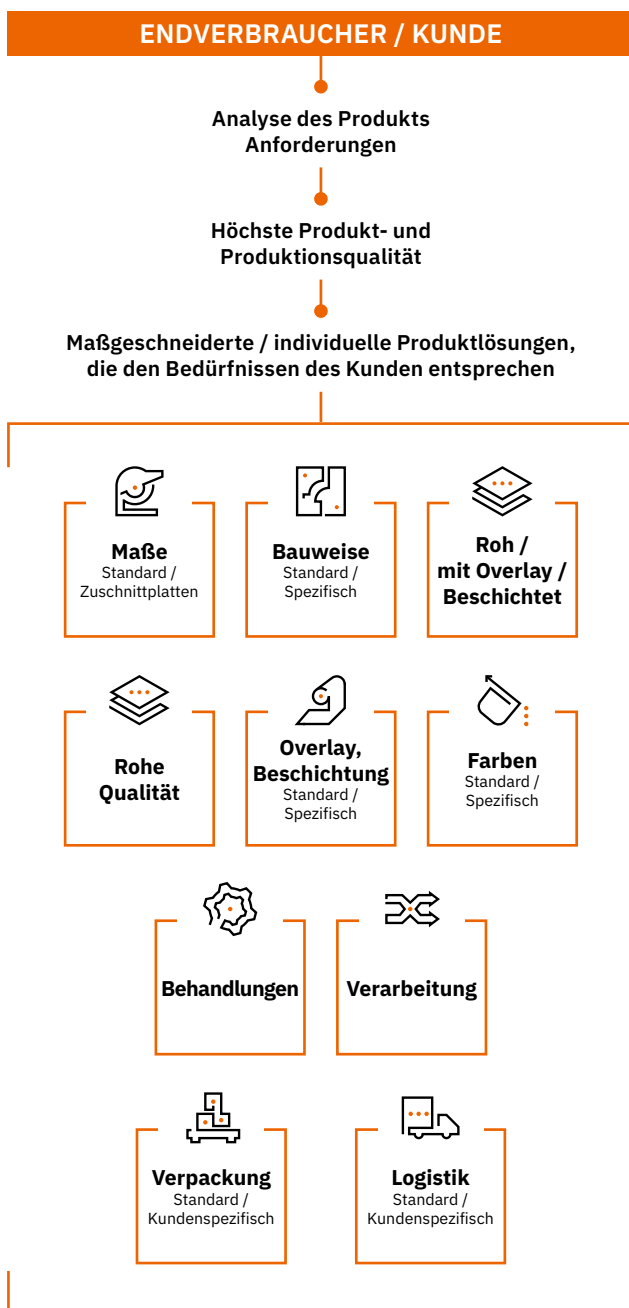 ENDVERBRAUCHER / KUNDE
Analyse des Produkts
Anforderungen
Höchste Produkt- und
Produktionsqualität
Maßgeschneiderte / individuelle Produktlösungen,
die den Bedürfnissen des Kunden entsprechen
Maße
Standard /
Zuschnittplatten
Bauweise
Standard /
Spezifisch
Roh /
mit Overlay /
Beschichtet
Rohe
Qualität
Overlay,
Beschichtung
Standard /
Spezifisch
Farben
Standard /
Spezifisch
Behandlungen
Verarbeitung
Verpackung
Standard /
Kundenspezifisch
Logistik
Standard /
Kundenspezifisch